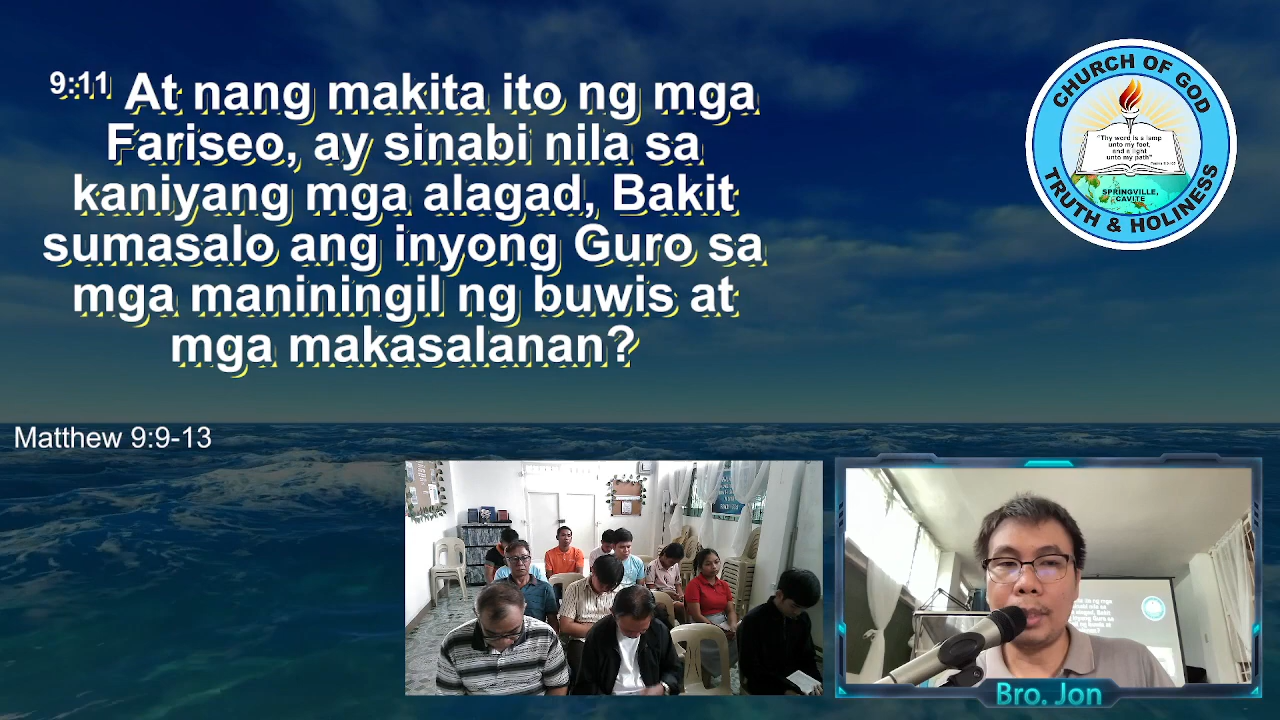 9:11 At nang makita ito ng mga
Fariseo, ay sinabi nila sa
kaniyang mga alagad, Bakit
sumasalo ang inyong Guro sa
mga maniningil ng buwis at
mga makasalanan?
Matthew 9:9-13
CHURCH OF GOD
"Thy word is a lamp
unto my feet,
and a light
unto my path"
SPRINGVILLE,
CAVITE
TRUTH & HOLINESS
Bro. Jon